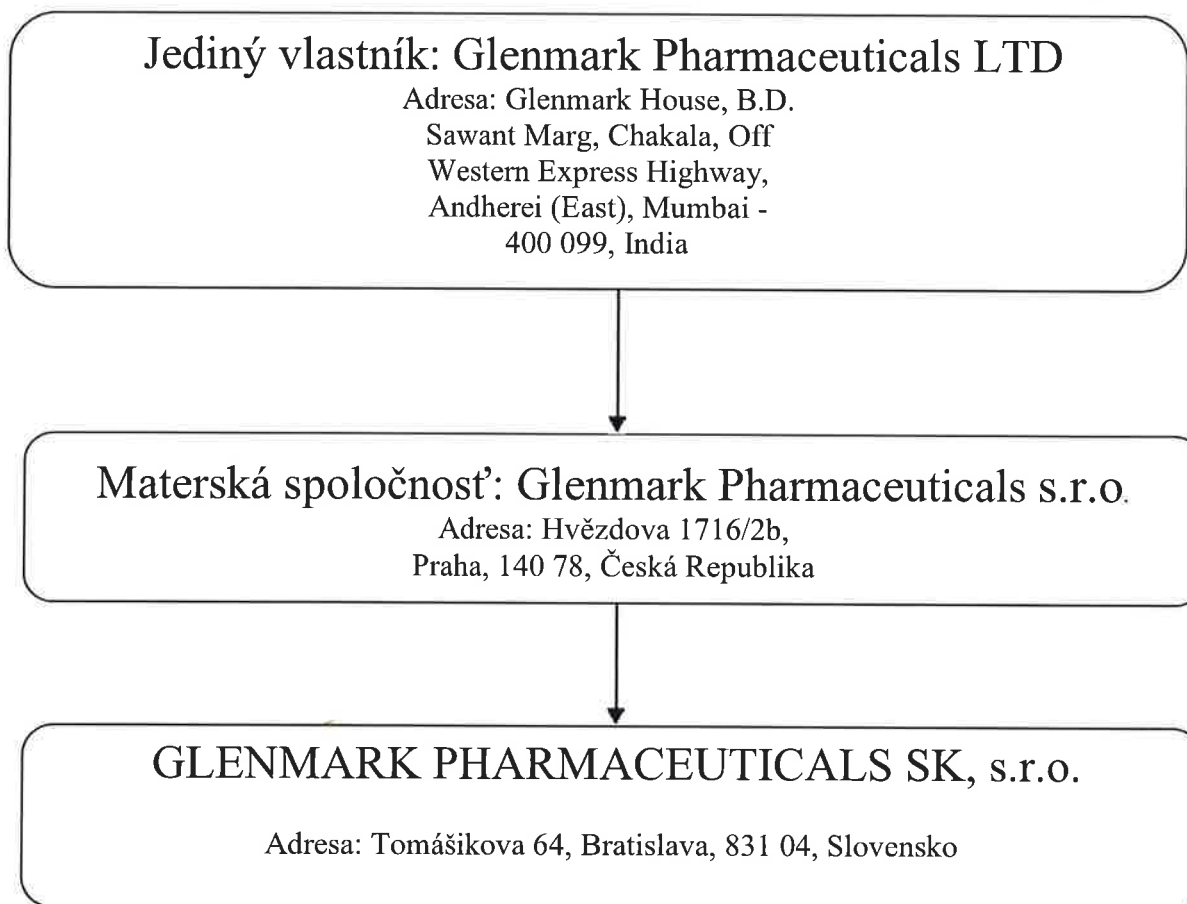 Jediný vlastník: Glenmark Pharmaceuticals LTD
Adresa: Glenmark House, B.D.
Sawant Marg, Chakala, Off
Western Express Highway,
Andherei (East), Mumbai -
400 099, India
Materská spoločnosť: Glenmark Pharmaceuticals s.r.o.
Adresa: Hvězdova 1716/2b,
Praha, 140 78, Česká Republika
GLENMARK PHARMACEUTICALS SK, s.r.o.
Adresa: Tomášikova 64, Bratislava, 831 04, Slovensko